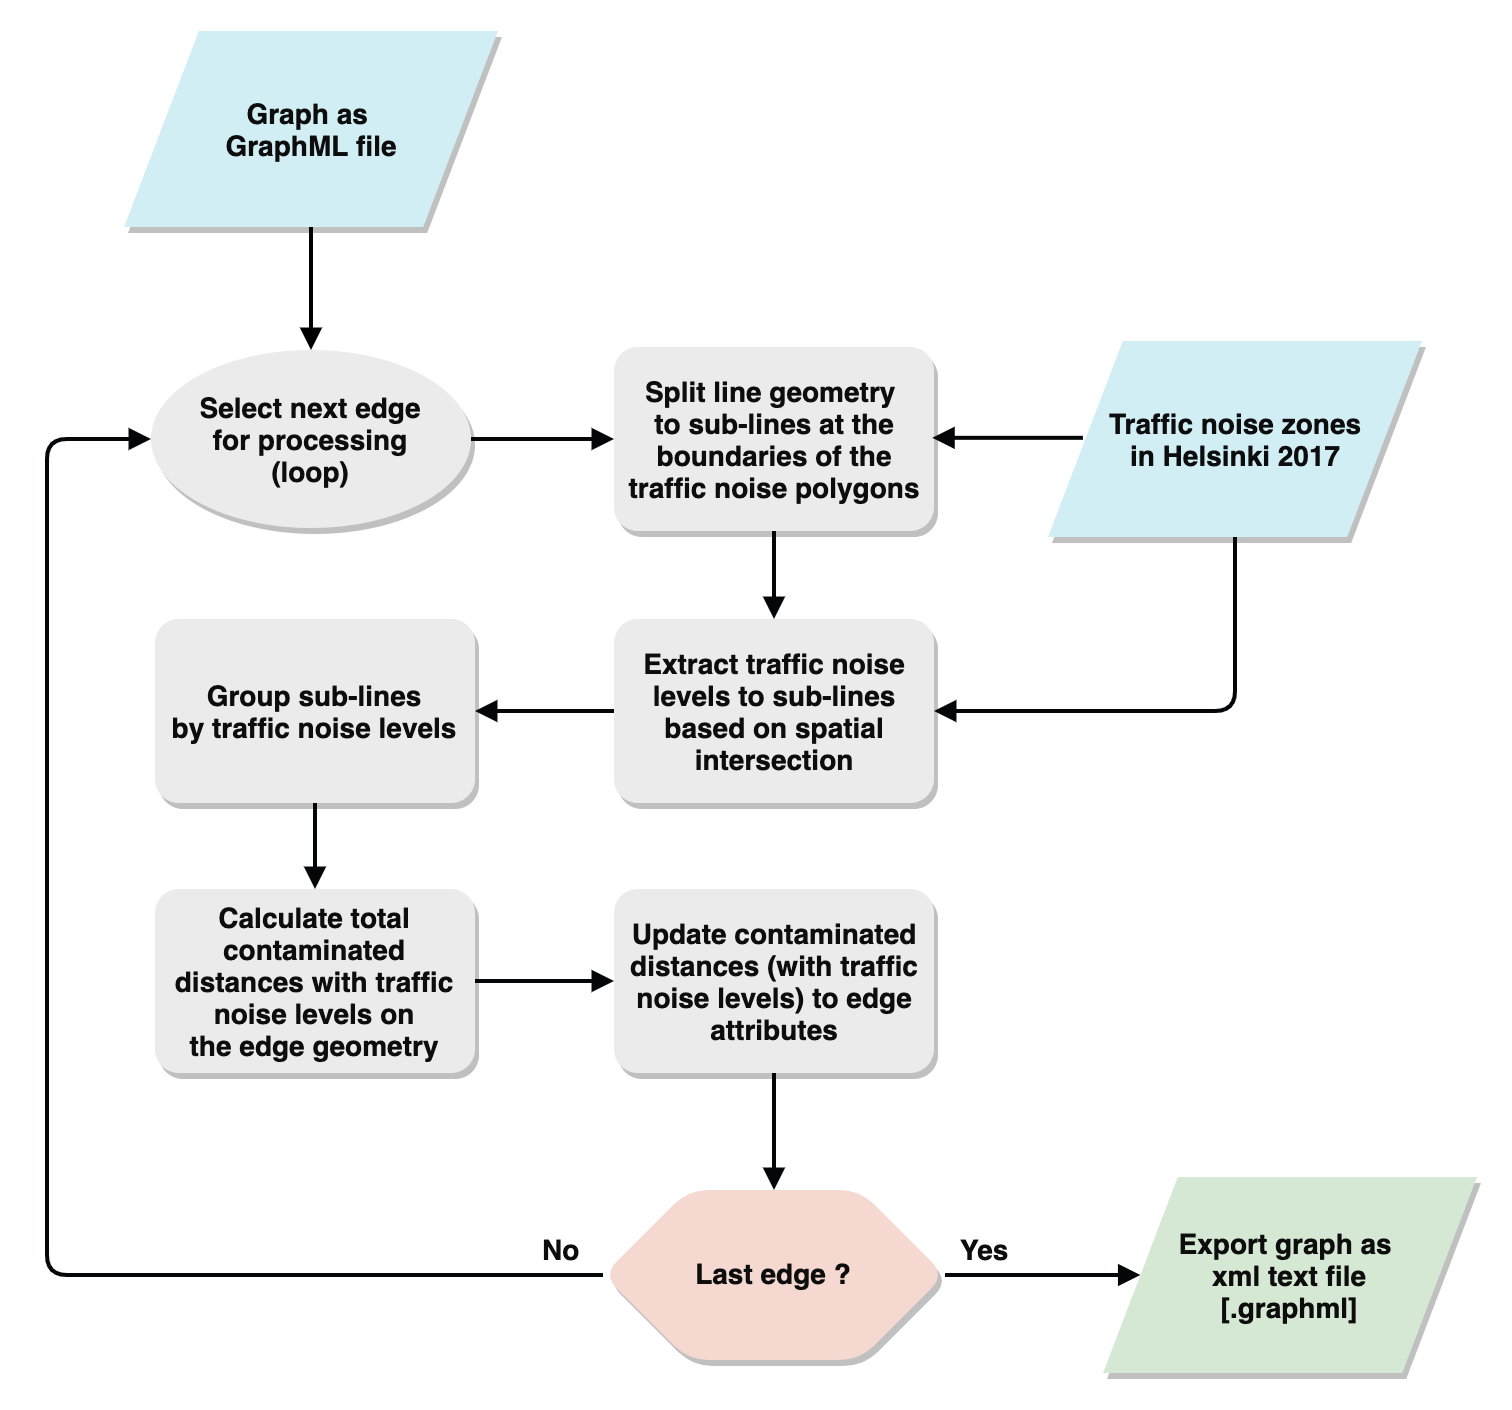 Graph as
GraphML file
Select next edge
for processing
(loop)
Split line geometry
to sub-lines at the
boundaries of the
traffic noise polygons
Traffic noise zones
in Helsinki 2017
Extract traffic noise
levels to sub-lines
based on spatial
intersection
Group sub-lines
by traffic noise levels
Calculate total
contaminated
distances with traffic
noise levels on
the edge geometry
Update contaminated
distances (with traffic
noise levels) to edge
attributes
Last edge ?
No
Yes
Export graph as
xml text file
[.graphml]